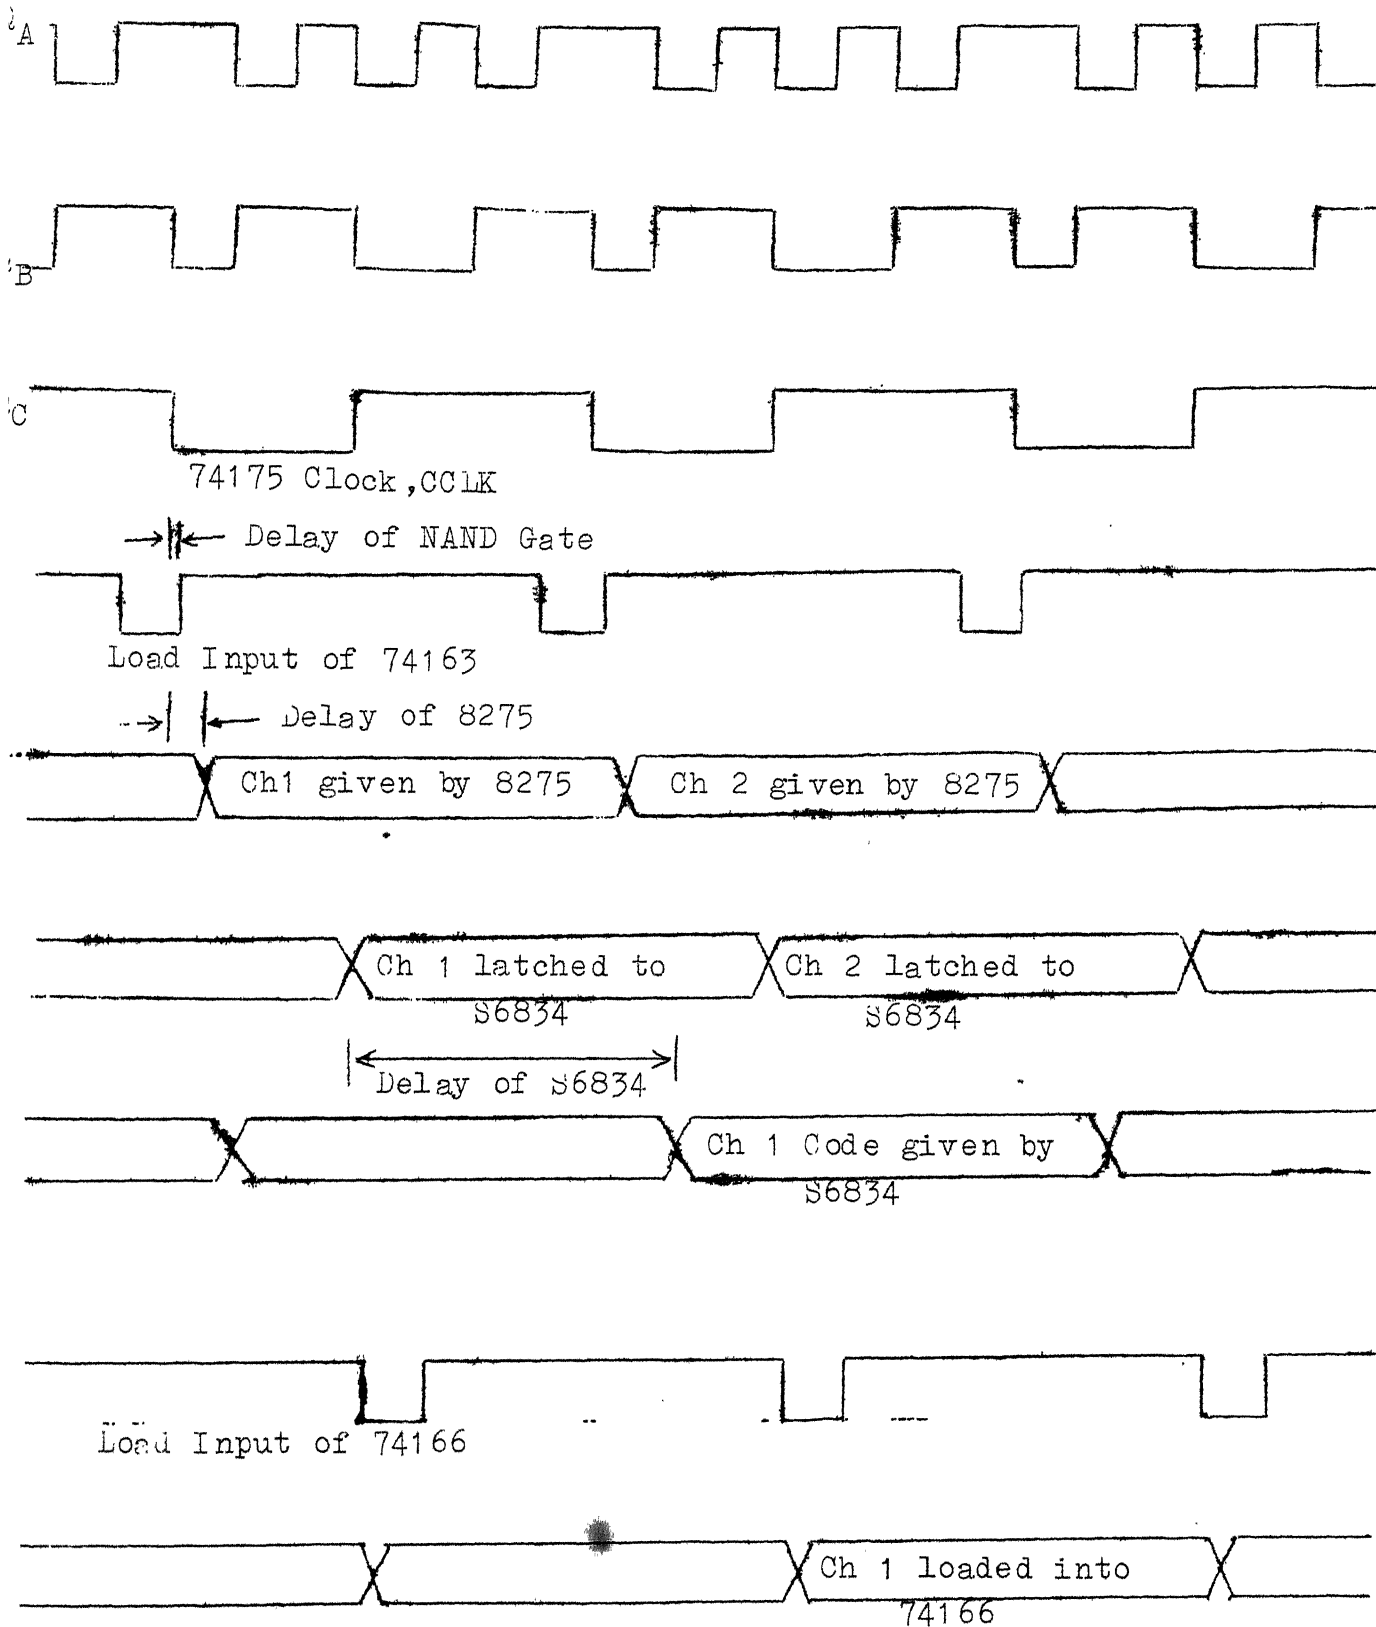 A
B
C
74175 Clock,CCLK
Delay of NAND Gate
Load Input of 74163
Delay of 8275
Ch1 given by 8275
Ch 2 given by 8275
Ch 1 latched to
S6834
Ch 2 latched to
S6834
Delay of S6834
Ch 1 Code given by
S6834
Load Input of 74166
Ch 1 loaded into
74166